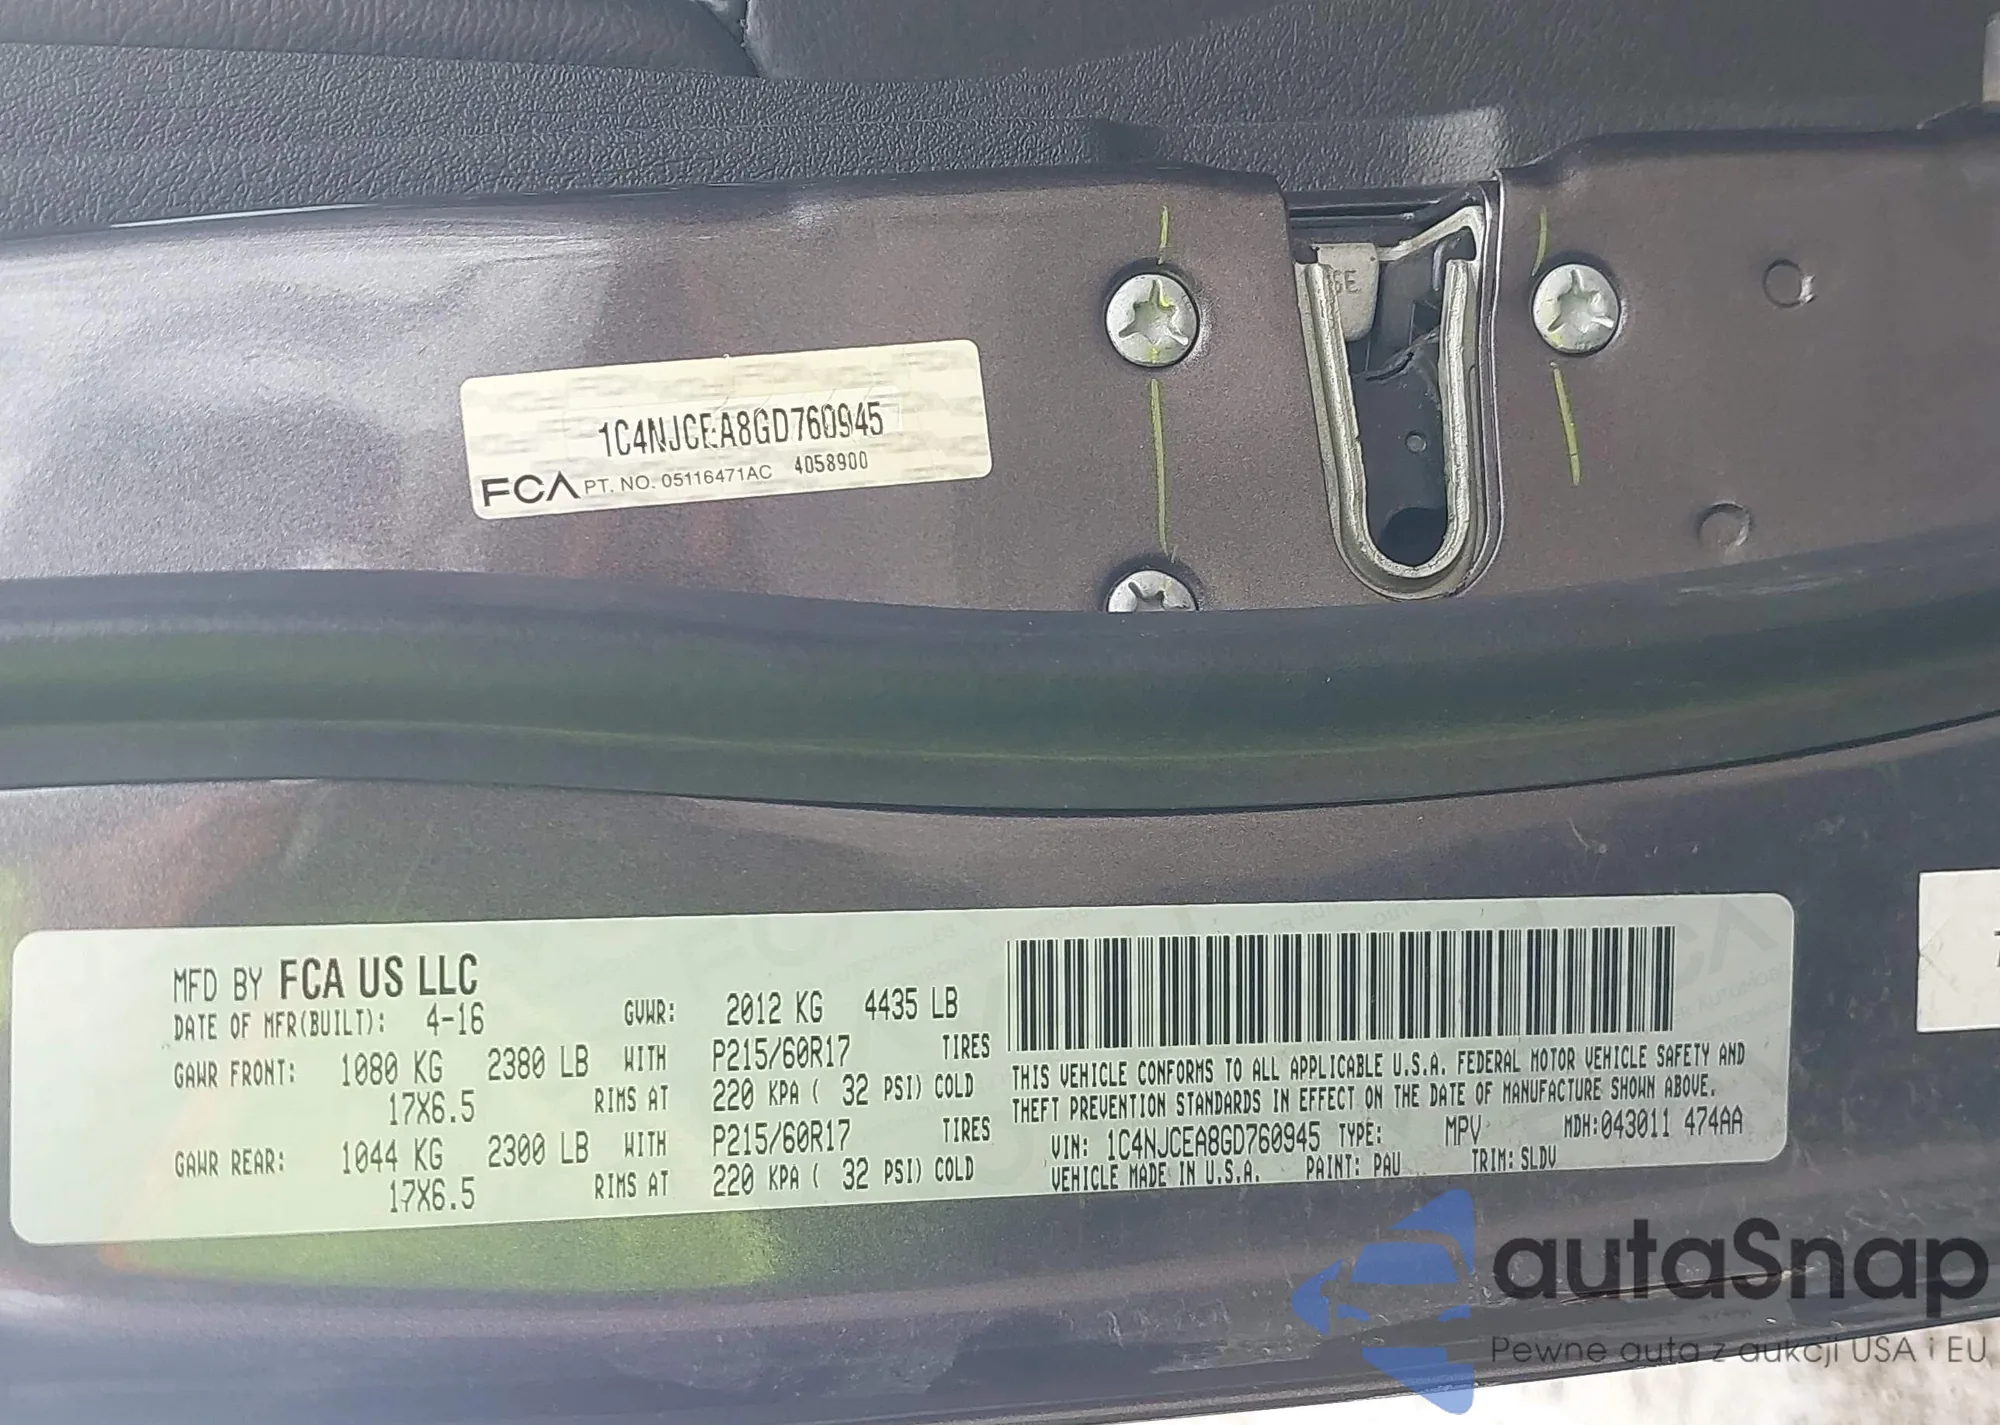 SE
1C4NJCEA8GD760945
FCA PT. NO. 05116471AC 4058900
MFD BY FCA US LLC
DATE OF MFR(BUILT): 4-16 GVWR: 2012 KG 4435 LB
GAWR FRONT: 1080 KG 2380 LB WITH P215/60R17 TIRES
17X6.5 RIMS AT 220 KPA ( 32 PSI) COLD
GAWR REAR: 1044 KG 2300 LB WITH P215/60R17 TIRES
17X6.5 RIMS AT 220 KPA ( 32 PSI) COLD
THIS VEHICLE CONFORMS TO ALL APPLICABLE U.S.A. FEDERAL MOTOR VEHICLE SAFETY AND
THEFT PREVENTION STANDARDS IN EFFECT ON THE DATE OF MANUFACTURE SHOWN ABOVE.
VIN: 1C4NJCEA8GD760945 TYPE: MPV MDH:043011 474AA
VEHICLE MADE IN U.S.A. PAINT: PAU TRIM: SLDV
autaSnap
Pewne auta z aukcji USA i EU